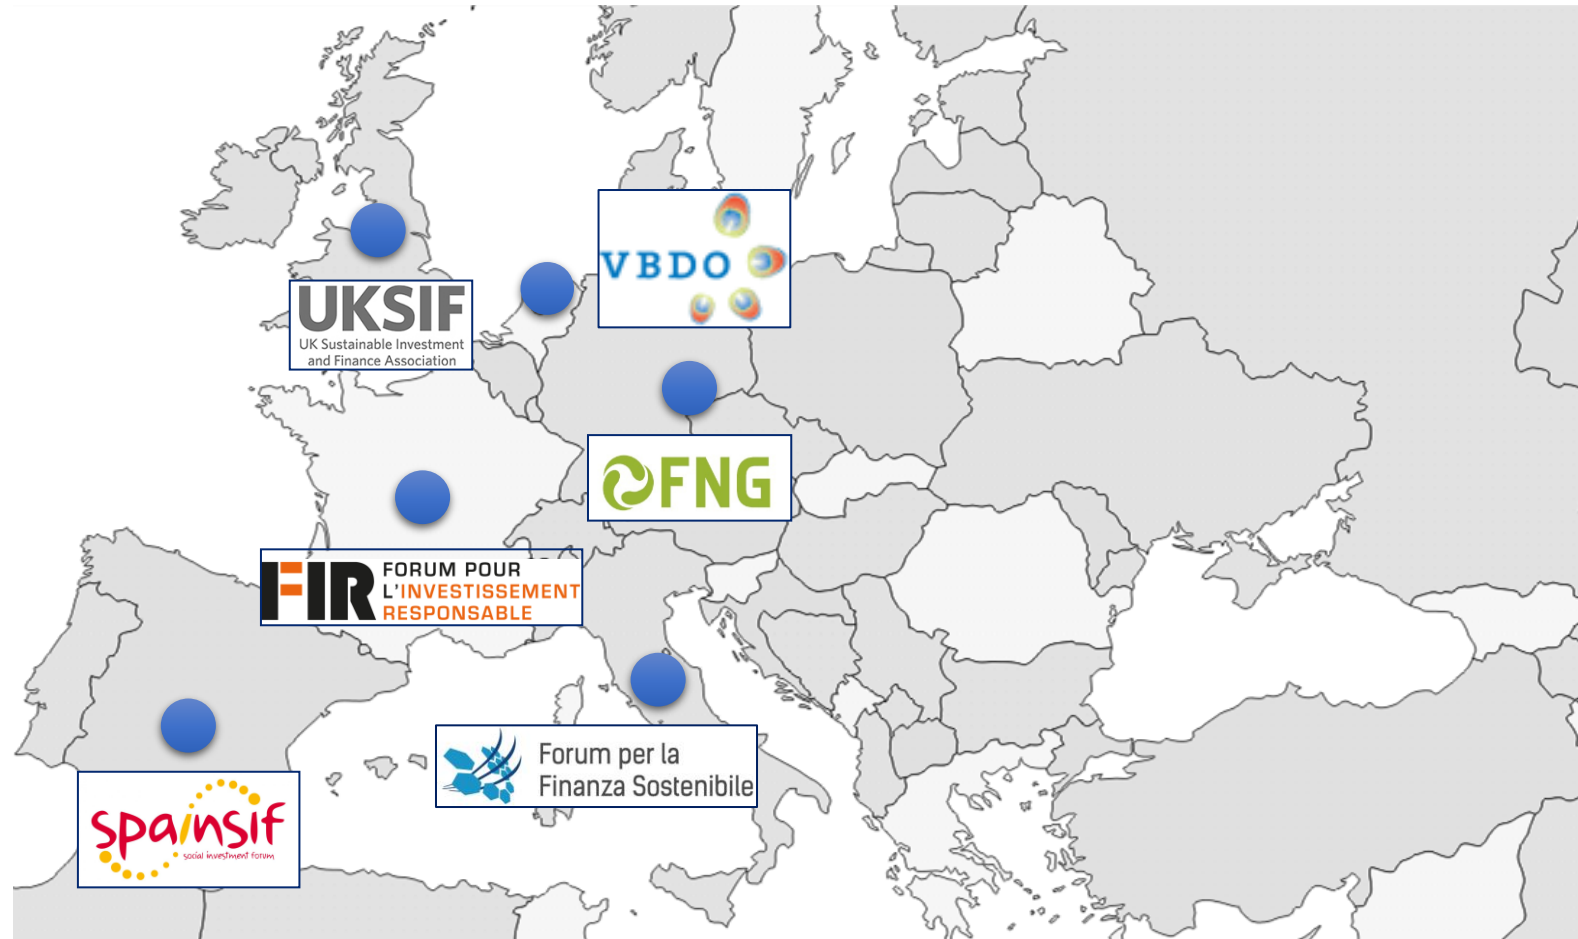 VBDO
UKSIF
UK Sustainable Investment
and Finance Association
FNG
FIR
FORUM POUR
L'INVESTISSEMENT
RESPONSABLE
Forum per la
Finanza Sostenibile
spainsif
social investment forum